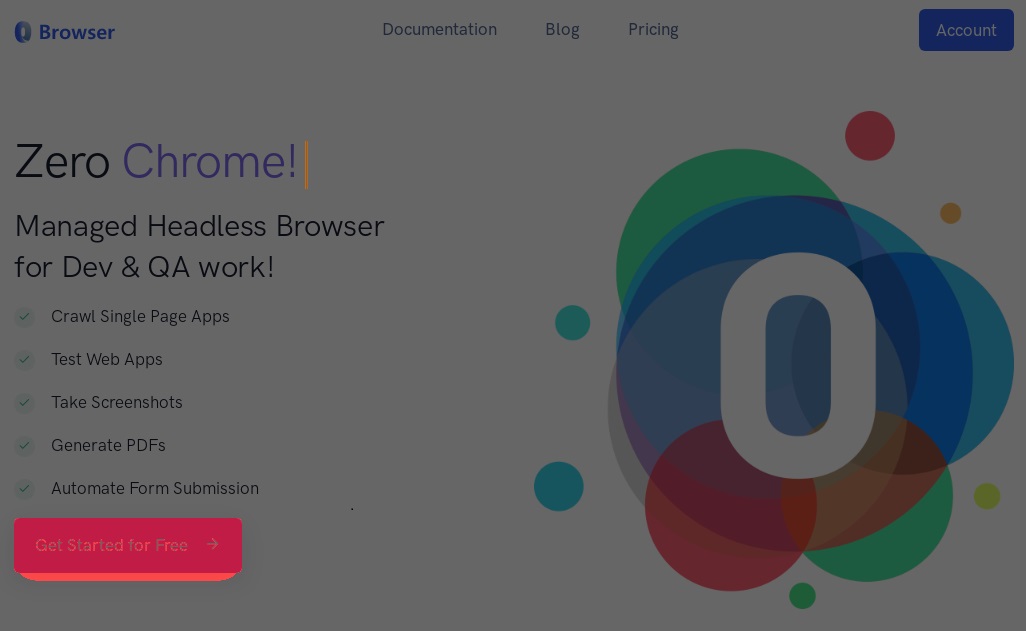 0 Browser
Documentation
Blog
Pricing
Account
Zero Chrome!
Managed Headless Browser
for Dev & QA work!
Crawl Single Page Apps
Test Web Apps
Take Screenshots
Generate PDFs
Automate Form Submission
Get Started for Free
0